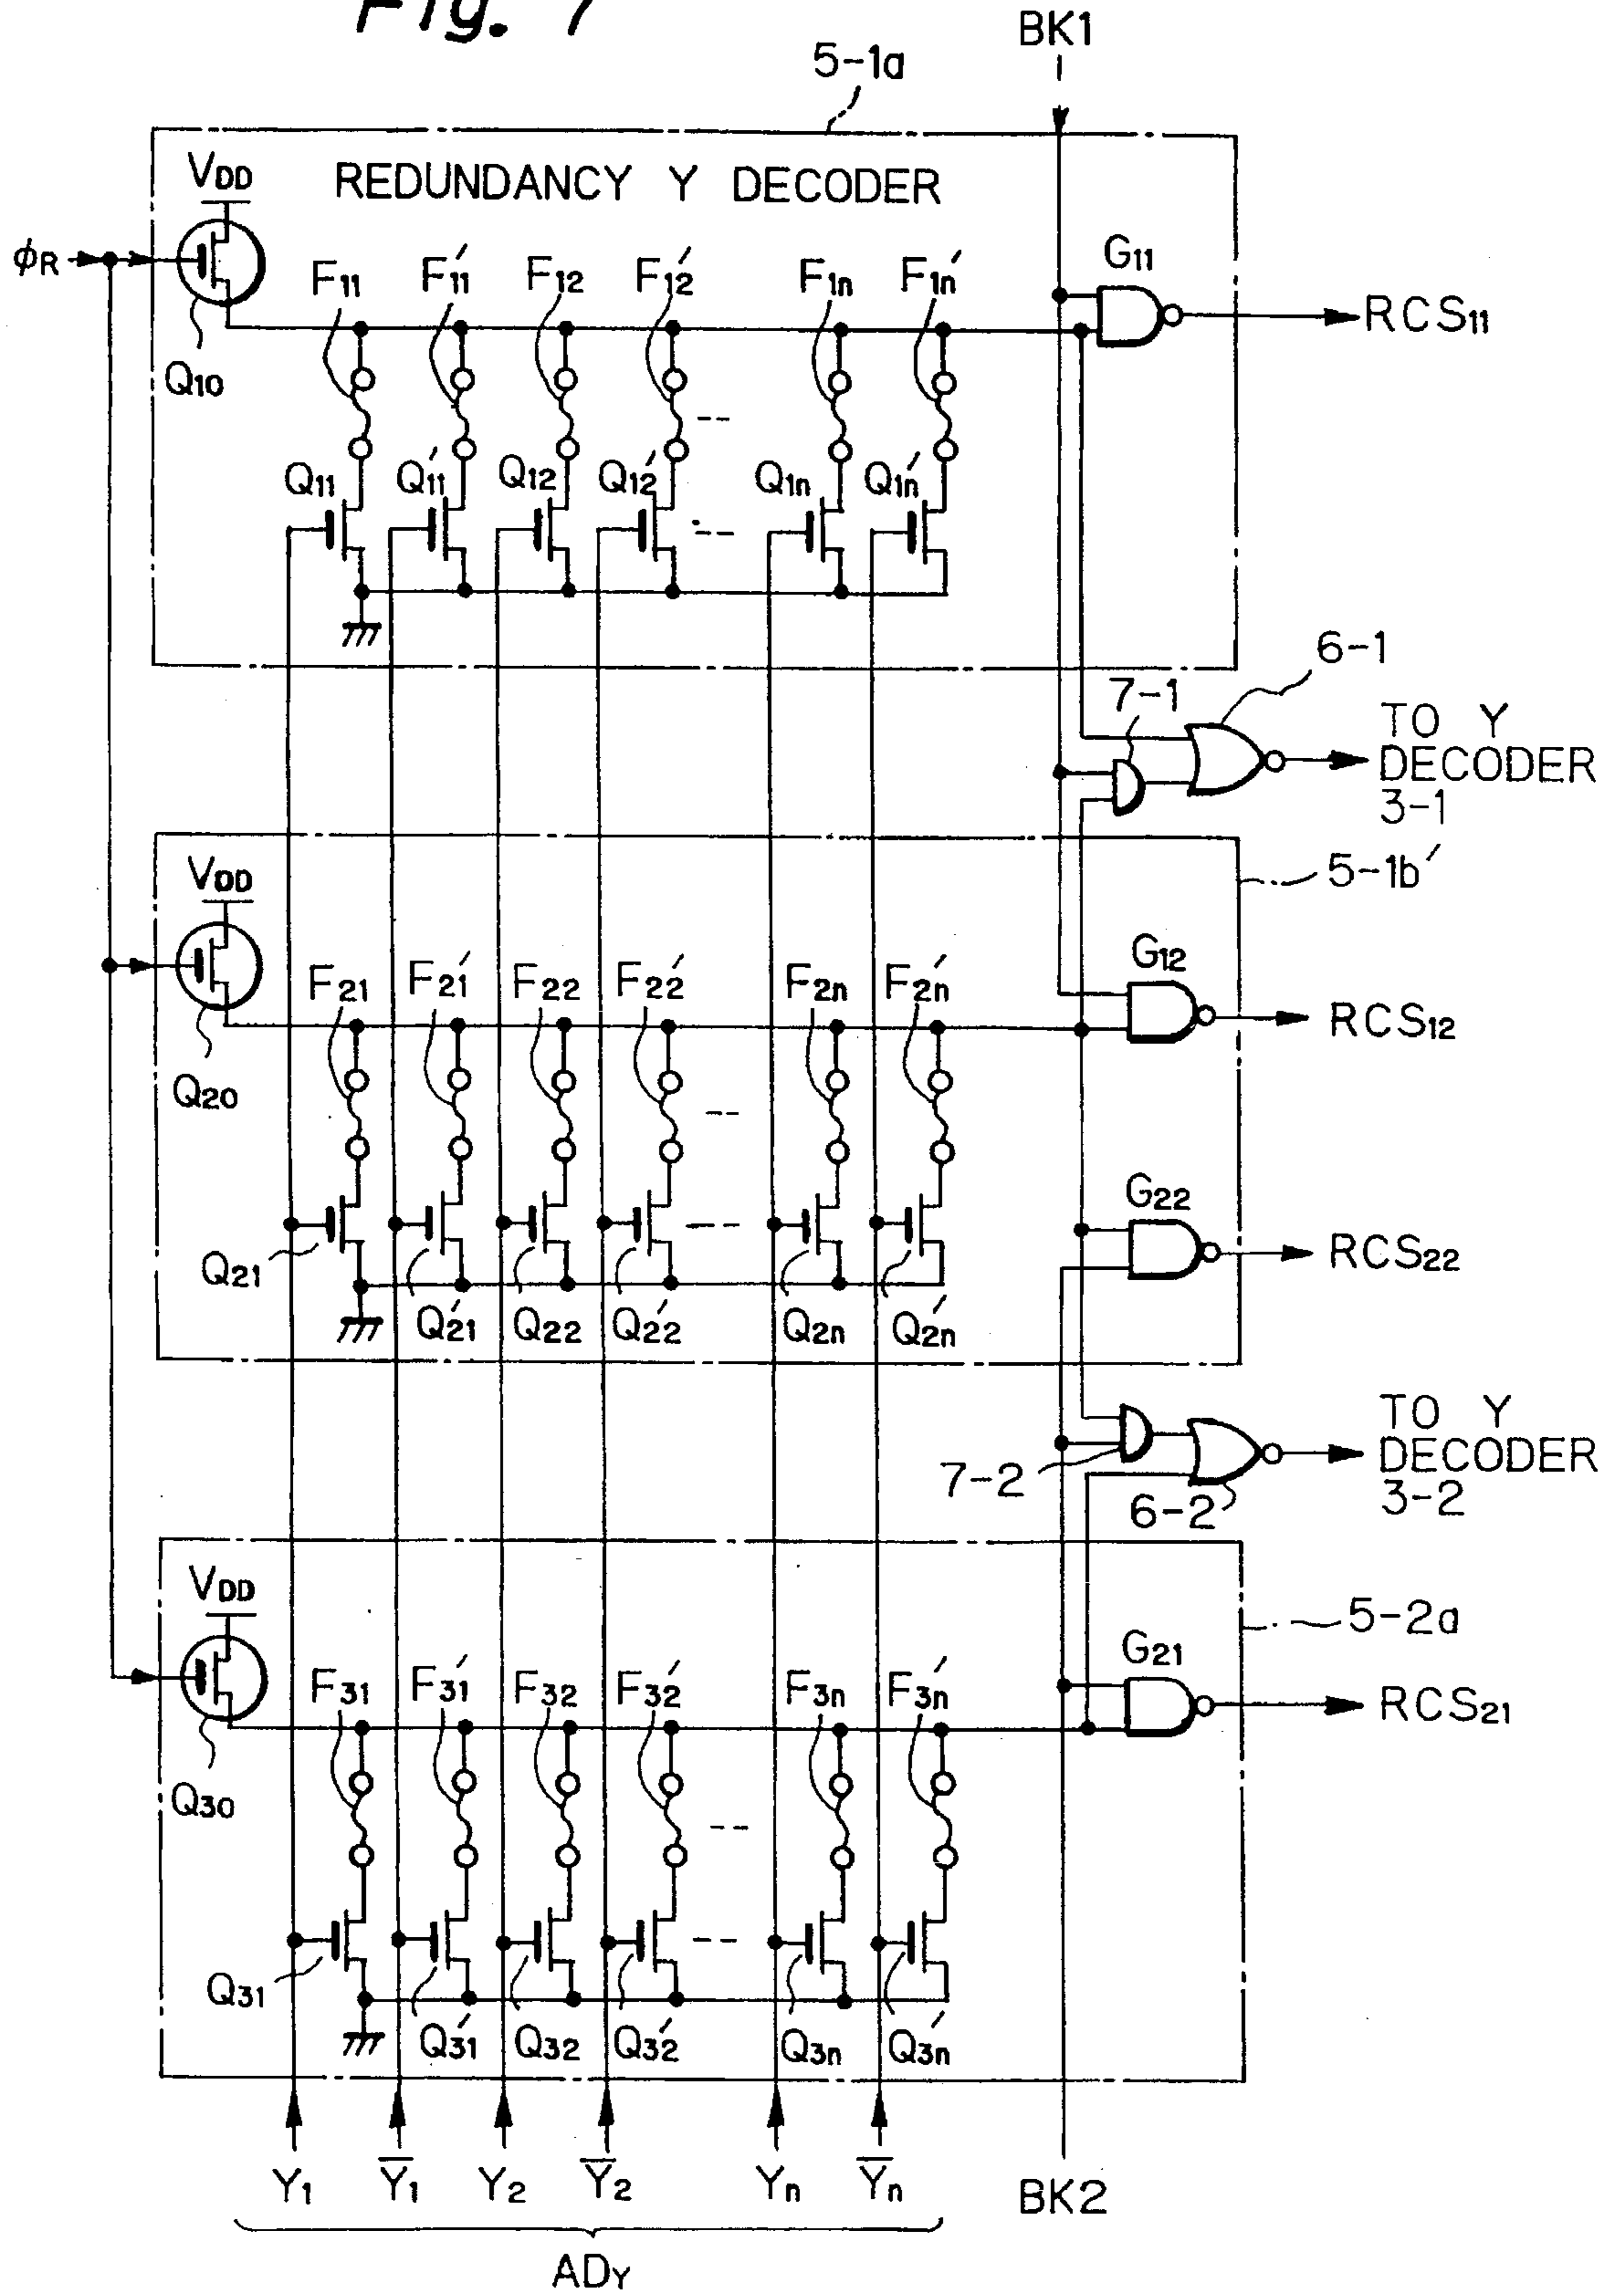 Fig. 7
BK1
5-1a
VDD
REDUNDANCY Y DECODER
φR
F11 F11′ F12 F12′ F1n F1n′
G11
RCS11
Q10
Q11 Q11′ Q12 Q12′ Q1n Q1n′
6-1
7-1
TO Y
DECODER
3-1
VDD
5-1b′
F21 F21′ F22 F22′ F2n F2n′
G12
RCS12
Q20
G22
RCS22
Q21
Q21′ Q22 Q22′ Q2n Q2n′
TO Y
DECODER
3-2
7-2
6-2
VDD
5-2a
F31 F31′ F32 F32′ F3n F3n′
G21
RCS21
Q30
Q31
Q31′ Q32 Q32′ Q3n Q3n′
Y1 Y̅1 Y2 Y̅2 Yn Y̅n
BK2
ADY